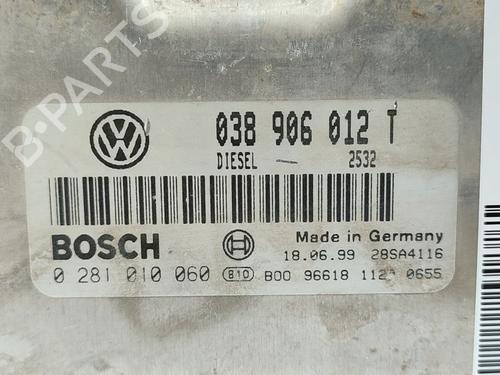 B-PARTS
038 906 012 T
DIESEL — 2532
BOSCH
Made in Germany
18.06.99 28SA4116
0 281 010 060 B10 B00 96618 0655